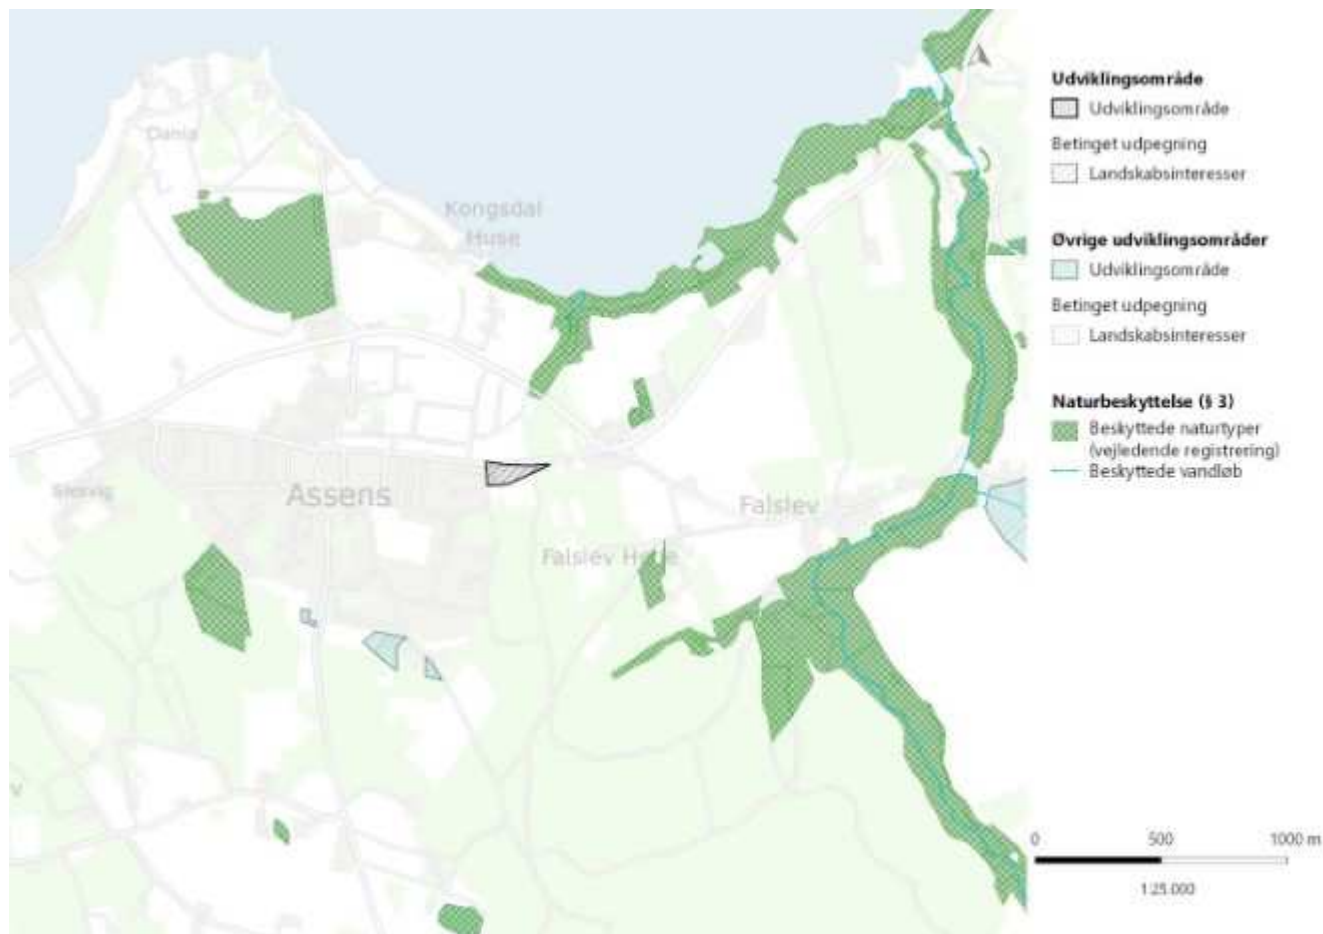 Dania
Kongsdal
Huse
Assens
Falslev
Falslev H
v
Udviklingsområde
Udviklingsområde
Betinget udpegning
Landskabsinteresser
Øvrige udviklingsområder
Udviklingsområde
Betinget udpegning
Landskabsinteresser
Naturbeskyttelse (§ 3)
Beskyttede naturtyper
(vejledende registrering)
Beskyttede vandløb
0 500 1000 m
1:25.000